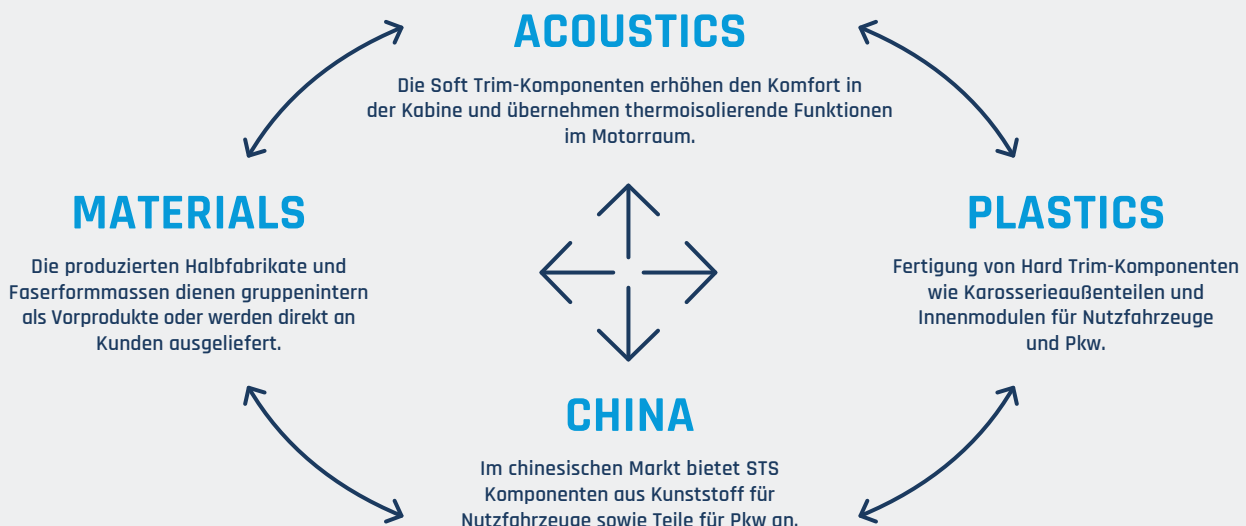 ACOUSTICS
Die Soft Trim-Komponenten erhöhen den Komfort in
der Kabine und übernehmen thermoisolierende Funktionen
im Motorraum.
MATERIALS
Die produzierten Halbfabrikate und
Faserformmassen dienen gruppenintern
als Vorprodukte oder werden direkt an
Kunden ausgeliefert.
PLASTICS
Fertigung von Hard Trim-Komponenten
wie Karosserieaußenteilen und
Innenmodulen für Nutzfahrzeuge
und Pkw.
CHINA
Im chinesischen Markt bietet STS
Komponenten aus Kunststoff für
Nutzfahrzeuge sowie Teile für Pkw an.